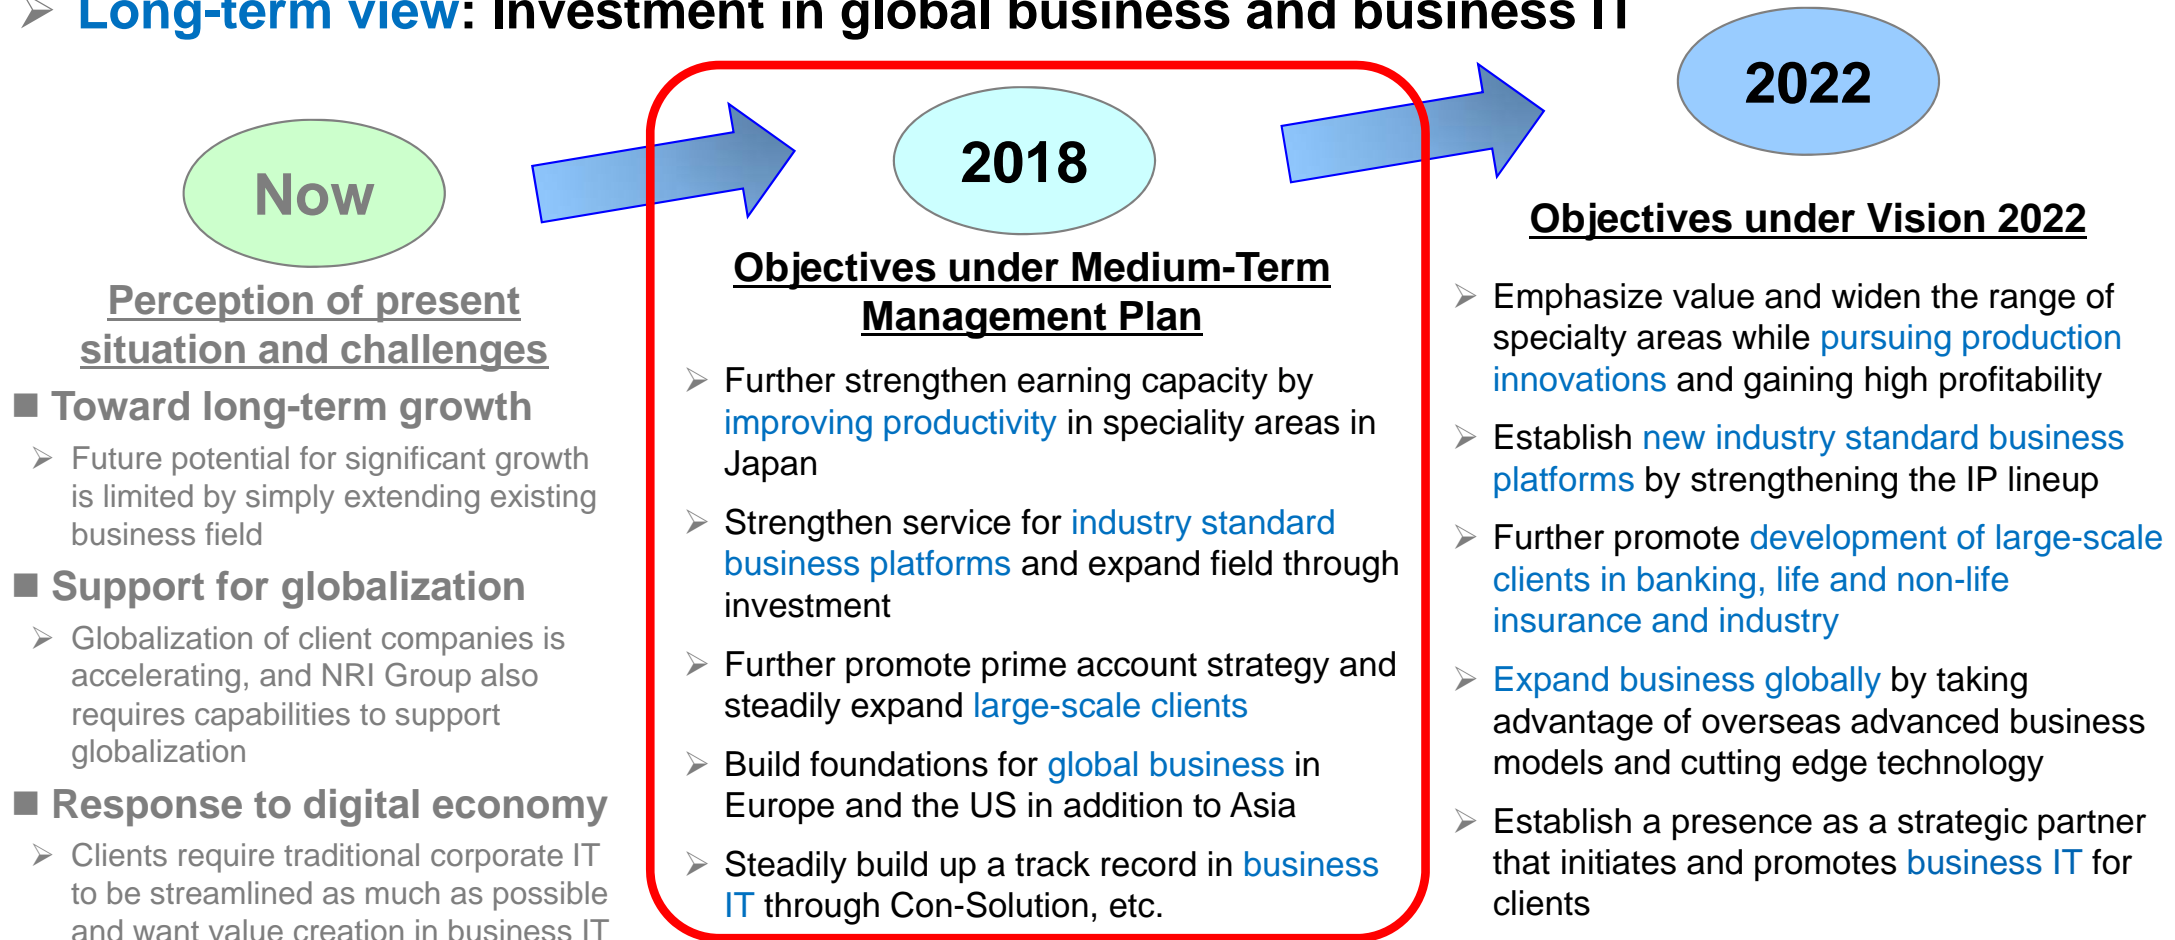 ➢ Long-term view: Investment in global business and business IT
Now
Perception of present
situation and challenges
■ Toward long-term growth
➢ Future potential for significant growth
is limited by simply extending existing
business field
■ Support for globalization
➢ Globalization of client companies is
accelerating, and NRI Group also
requires capabilities to support
globalization
■ Response to digital economy
➢ Clients require traditional corporate IT
to be streamlined as much as possible
and want value creation in business IT
2018
Objectives under Medium-Term
Management Plan
➢ Further strengthen earning capacity by
improving productivity in speciality areas in
Japan
➢ Strengthen service for industry standard
business platforms and expand field through
investment
➢ Further promote prime account strategy and
steadily expand large-scale clients
➢ Build foundations for global business in
Europe and the US in addition to Asia
➢ Steadily build up a track record in business
IT through Con-Solution, etc.
2022
Objectives under Vision 2022
➢ Emphasize value and widen the range of
specialty areas while pursuing production
innovations and gaining high profitability
➢ Establish new industry standard business
platforms by strengthening the IP lineup
➢ Further promote development of large-scale
clients in banking, life and non-life
insurance and industry
➢ Expand business globally by taking
advantage of overseas advanced business
models and cutting edge technology
➢ Establish a presence as a strategic partner
that initiates and promotes business IT for
clients